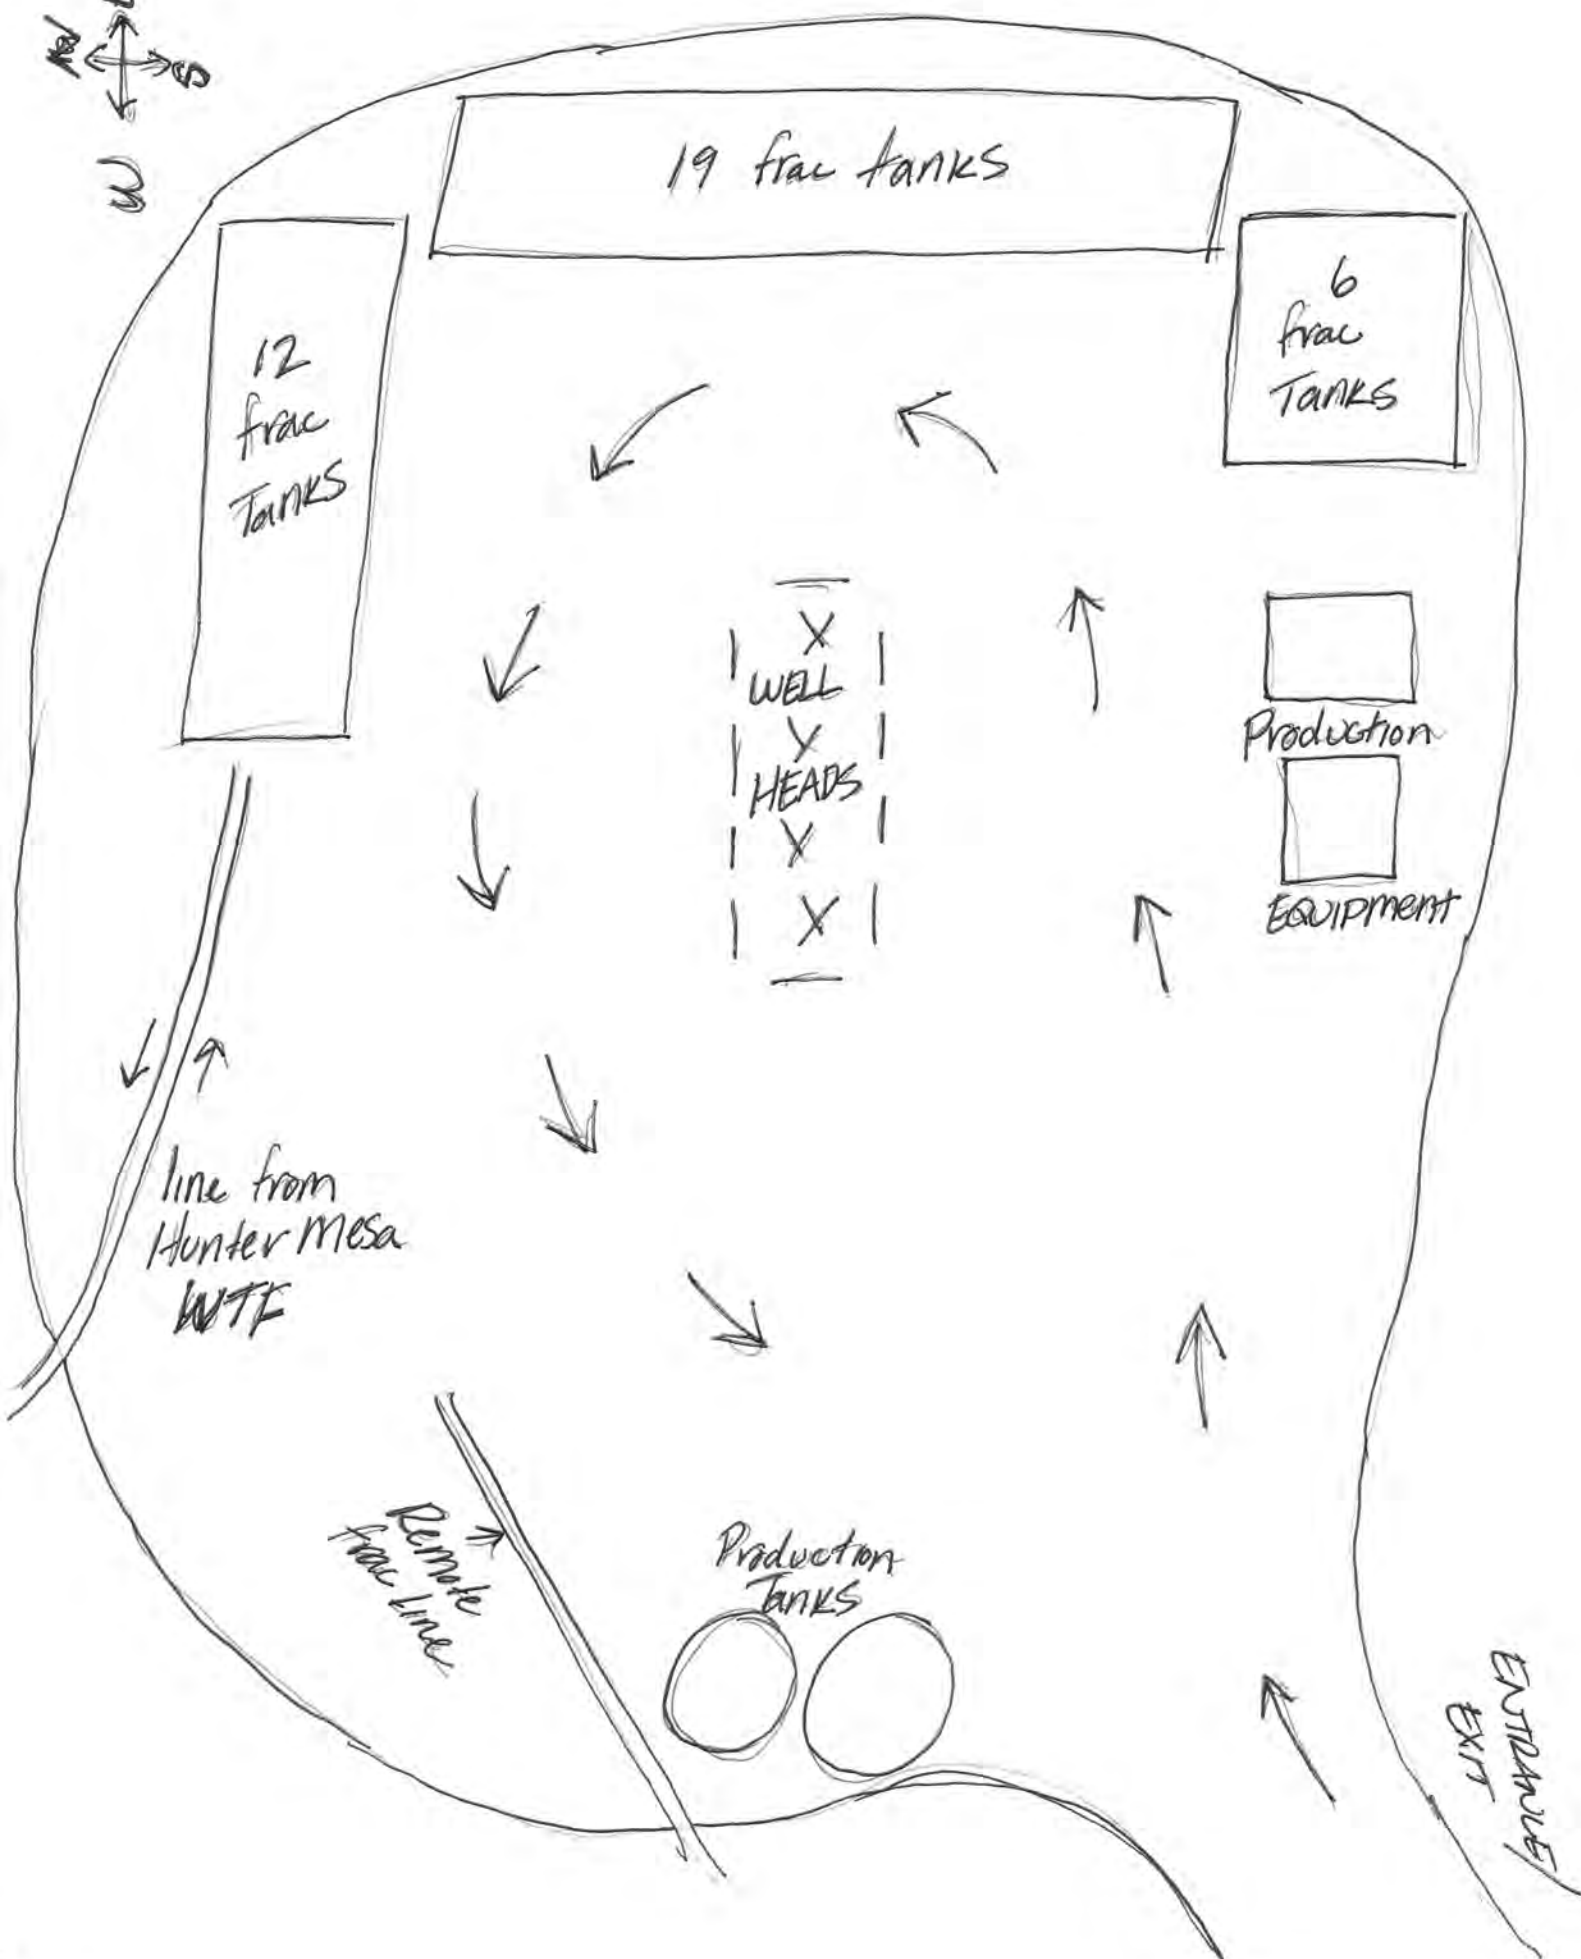 N
S
W
19 frac tanks
6
frac
Tanks
12
frac
Tanks
X
WELL
X
HEADS
X
X
Production
EQUIPMENT
line from
Hunter Mesa
WTF
Remote
frac Line
Production
Tanks
ENTRANCE/
EXIT